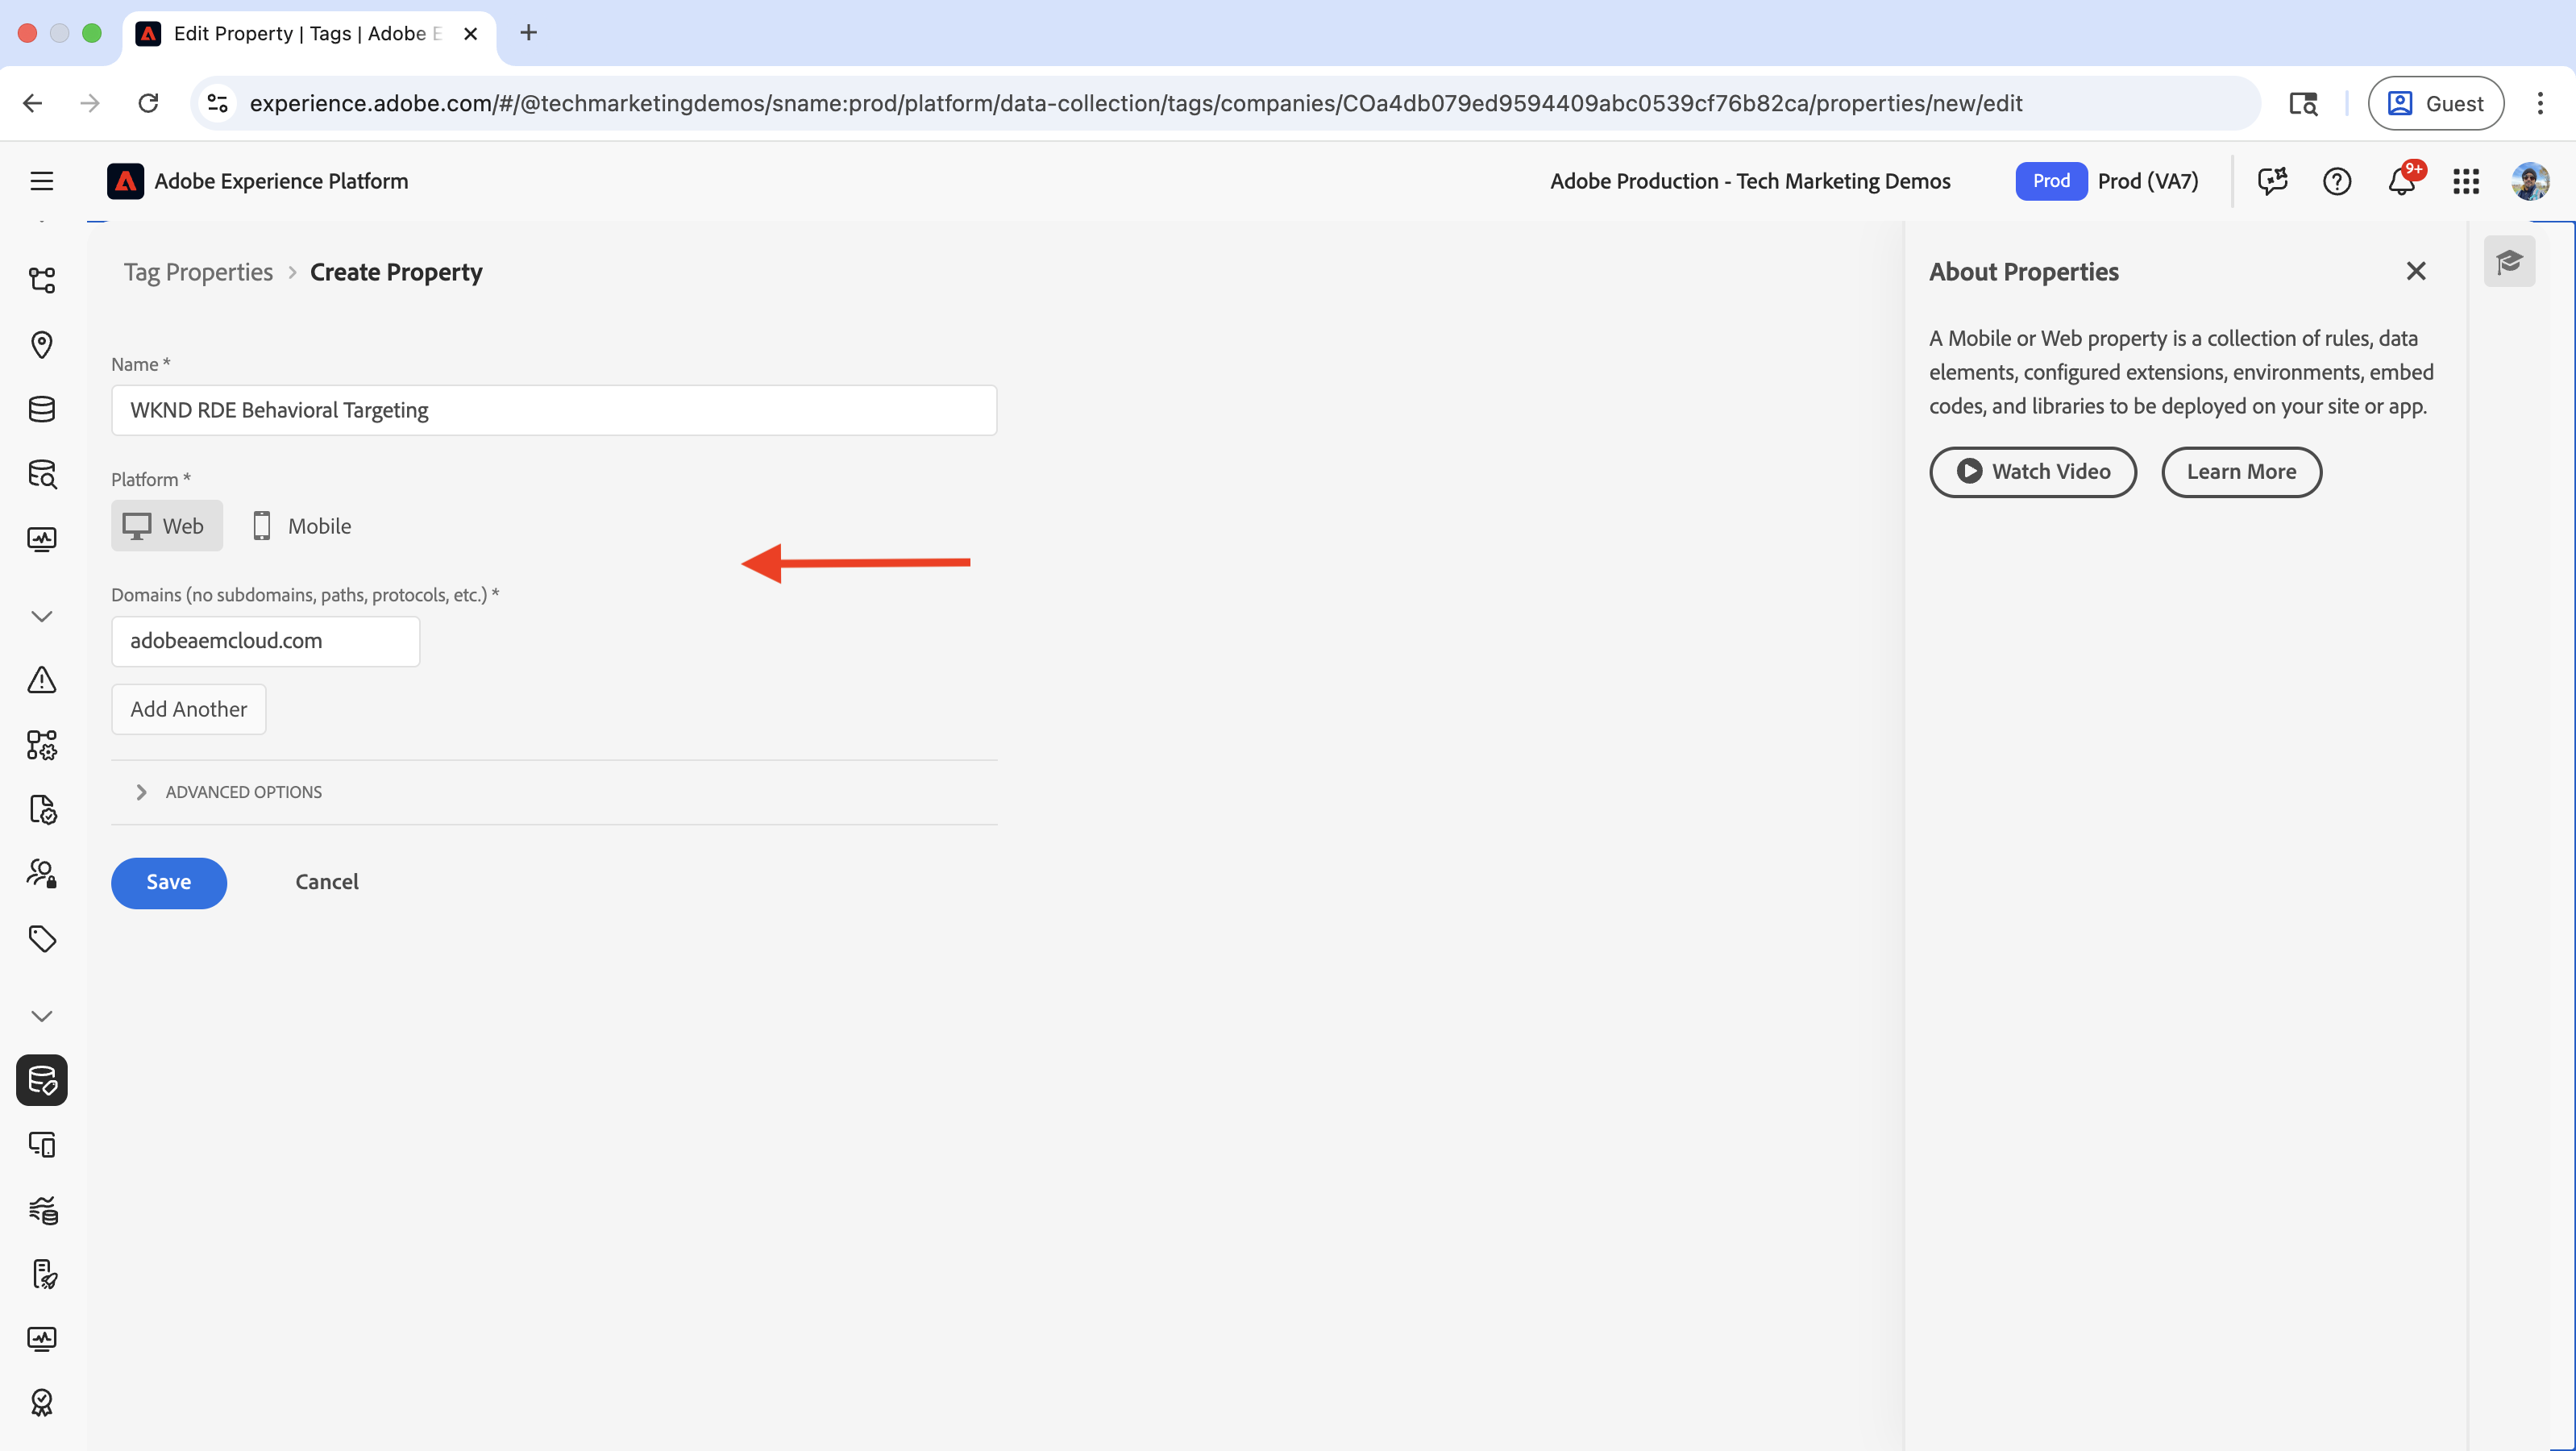 Edit Property | Tags | Adobe E
experience.adobe.com/#/@techmarketingdemos/sname:prod/platform/data-collection/tags/companies/COa4db079ed9594409abc0539cf76b82ca/properties/new/edit
Guest
Adobe Experience Platform
Adobe Production - Tech Marketing Demos
Prod
Prod (VA7)
9+
Tag Properties
Create Property
Name *
WKND RDE Behavioral Targeting
Platform *
Web
Mobile
Domains (no subdomains, paths, protocols, etc.) *
adobeaemcloud.com
Add Another
ADVANCED OPTIONS
Save
Cancel
About Properties
A Mobile or Web property is a collection of rules, data
elements, configured extensions, environments, embed
codes, and libraries to be deployed on your site or app.
Watch Video
Learn More